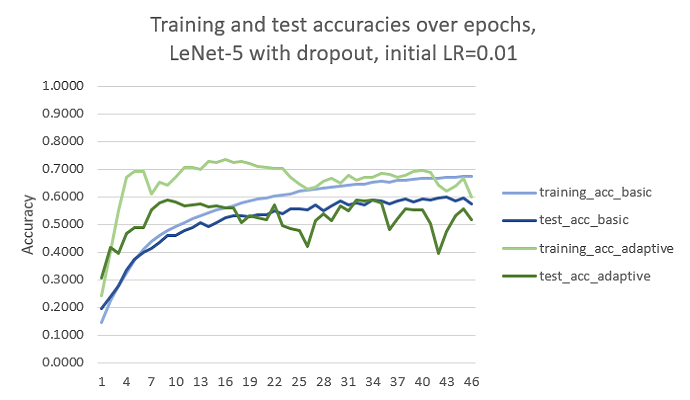 Training and test accuracies over epochs,
LeNet-5 with dropout, initial LR=0.01
1.0000
0.9000
0.8000
0.7000
0.6000
0.5000
0.4000
0.3000
0.2000
0.1000
0.0000
Accuracy
1 4 7 10 13 16 19 22 25 28 31 34 37 40 43 46
training_acc_basic
test_acc_basic
training_acc_adaptive
test_acc_adaptive